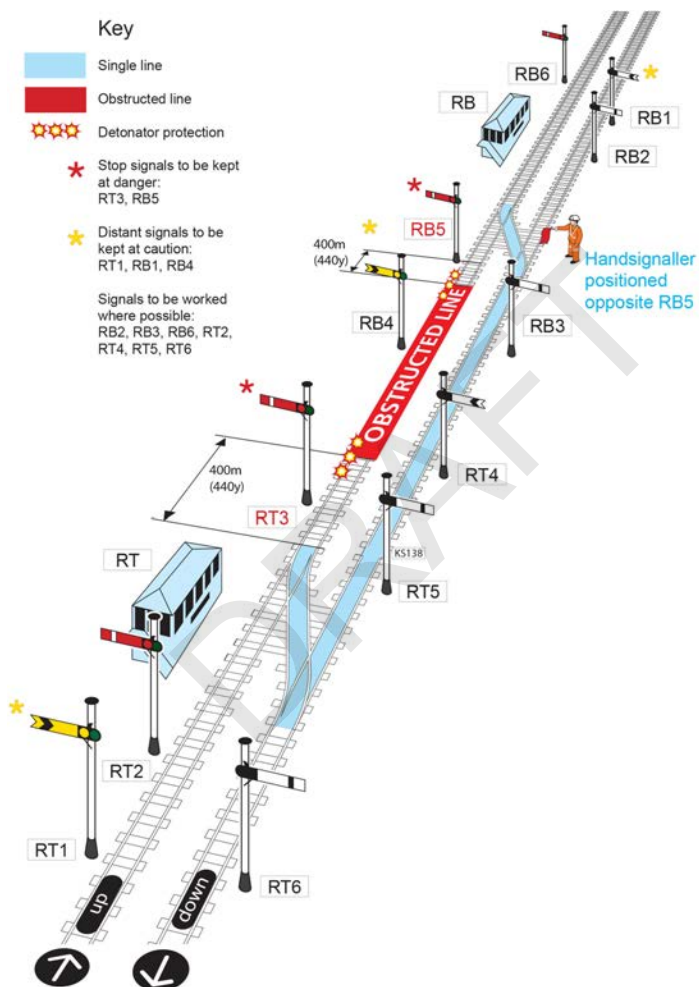 Key
Single line
Obstructed line
Detonator protection
* Stop signals to be kept
at danger:
RT3, RB5
* Distant signals to be
kept at caution:
RT1, RB1, RB4
Signals to be worked
where possible:
RB2, RB3, RB6, RT2,
RT4, RT5, RT6
RB6
RB
RB1
RB2
RB5
400m
(440y)
Handsignaller
positioned
opposite RB5
RB4
RB3
OBSTRUCTED LINE
400m
(440y)
RT4
RT3
KS138
RT
RT5
RT2
RT1
RT6
up
down
DRAFT